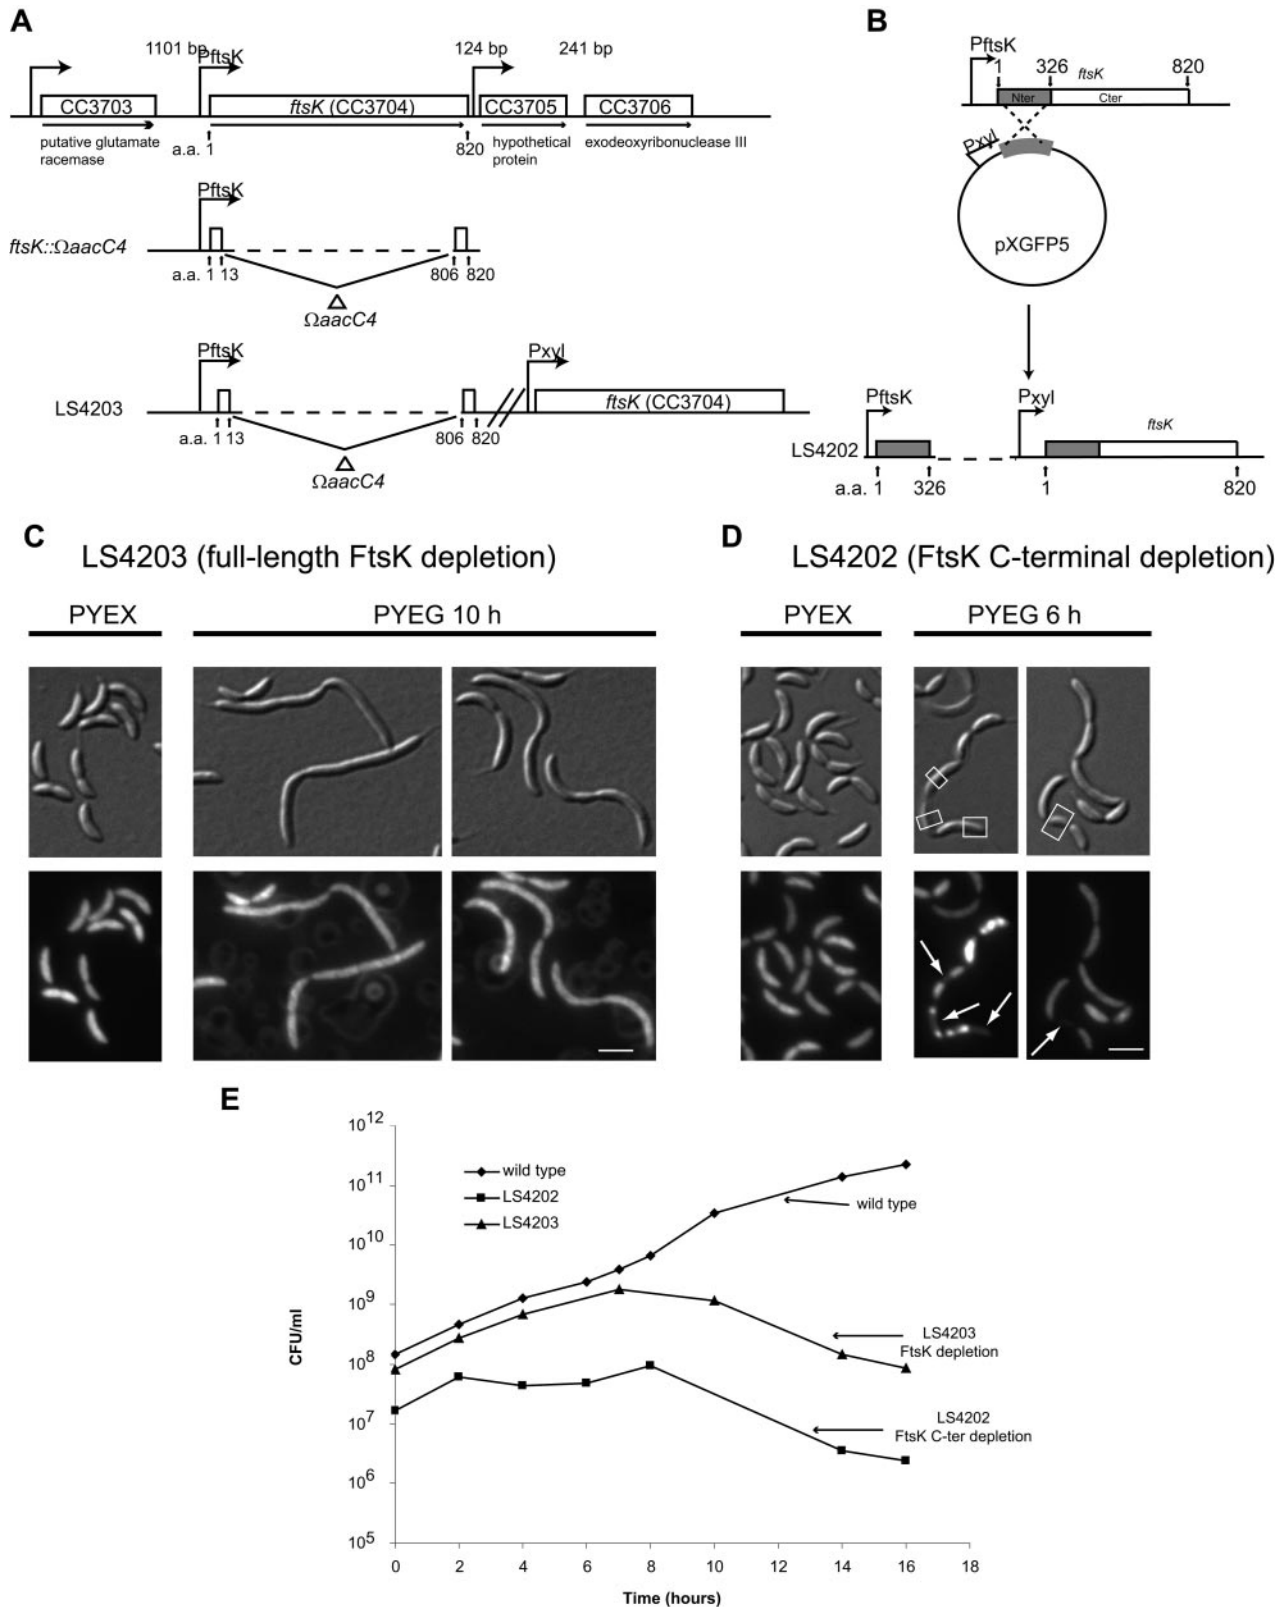 A
1101 bp
PftsK
124 bp
241 bp
CC3703
ftsK (CC3704)
CC3705
CC3706
putative glutamate
racemase
a.a. 1
820
hypothetical
protein
exodeoxyribonuclease III
PftsK
ftsK::ΩaacC4
a.a. 1 13
806 820
ΩaacC4
PftsK
Pxyl
LS4203
ftsK (CC3704)
a.a. 1 13
806 820
ΩaacC4
B
PftsK
1
326
ftsK
820
Nter
Cter
Pxyl
pXGFP5
PftsK
Pxyl
ftsK
LS4202
a.a. 1
326
1
820
C
LS4203 (full-length FtsK depletion)
PYEX
PYEG 10 h
D
LS4202 (FtsK C-terminal depletion)
PYEX
PYEG 6 h
E
10^12
10^11
10^10
10^9
10^8
10^7
10^6
10^5
CFU/ml
wild type
LS4202
LS4203
wild type
LS4203
FtsK depletion
LS4202
FtsK C-ter depletion
0 2 4 6 8 10 12 14 16 18
Time (hours)